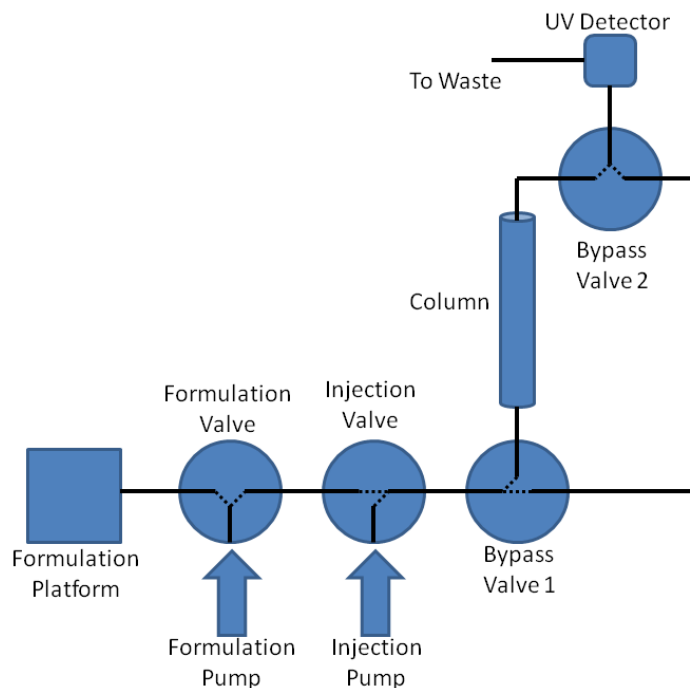 UV Detector
To Waste
Bypass
Valve 2
Column
Formulation
Valve
Injection
Valve
Formulation
Platform
Bypass
Valve 1
Formulation
Pump
Injection
Pump